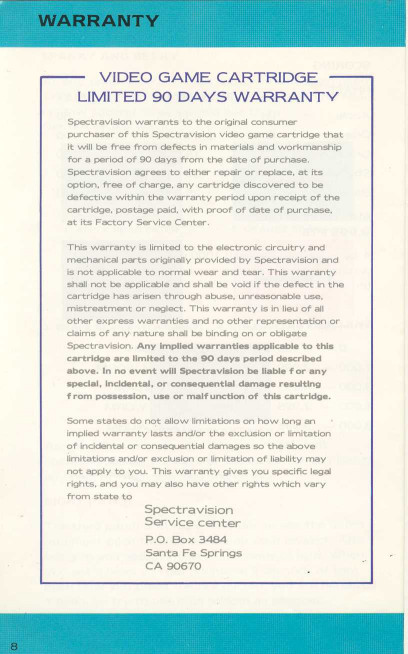 WARRANTY
VIDEO GAME CARTRIDGE
LIMITED 90 DAYS WARRANTY
Spectravision warrants to the original consumer
purchaser of this Spectravision video game cartridge that
it will be free from defects in materials and workmanship
for a period of 90 days from the date of purchase.
Spectravision agrees to either repair or replace, at its
option, free of charge, any cartridge discovered to be
defective within the warranty period upon receipt of the
cartridge, postage paid, with proof of date of purchase,
at its Factory Service Center.
This warranty is limited to the electronic circuitry and
mechanical parts originally provided by Spectravision and
is not applicable to normal wear and tear. This warranty
shall not be applicable and shall be void if the defect in the
cartridge has arisen through abuse, unreasonable use,
mistreatment or neglect. This warranty is in lieu of all
other express warranties and no other representation or
claims of any nature shall be binding on or obligate
Spectravision. Any implied warranties applicable to this
cartridge are limited to the 90 days period described
above. In no event will Spectravision be liable for any
special, incidental, or consequential damage resulting
from possession, use or malfunction of this cartridge.
Some states do not allow limitations on how long an
implied warranty lasts and/or the exclusion or limitation
of incidental or consequential damages so the above
limitations and/or exclusion or limitation of liability may
not apply to you. This warranty gives you specific legal
rights, and you may also have other rights which vary
from state to
Spectravision
Service center
P.O. Box 3484
Santa Fe Springs
CA 90670
8